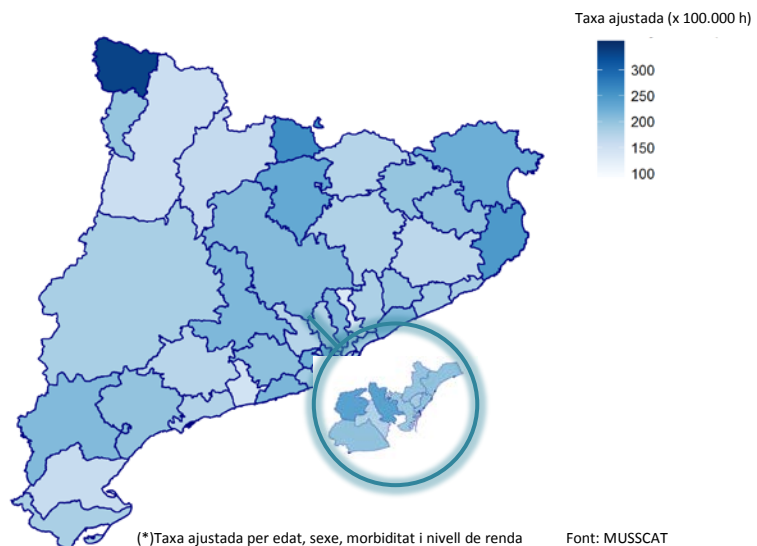 Taxa ajustada (x 100.000 h)
300
250
200
150
100
(*)Taxa ajustada per edat, sexe, morbiditat i nivell de renda
Font: MUSSCAT